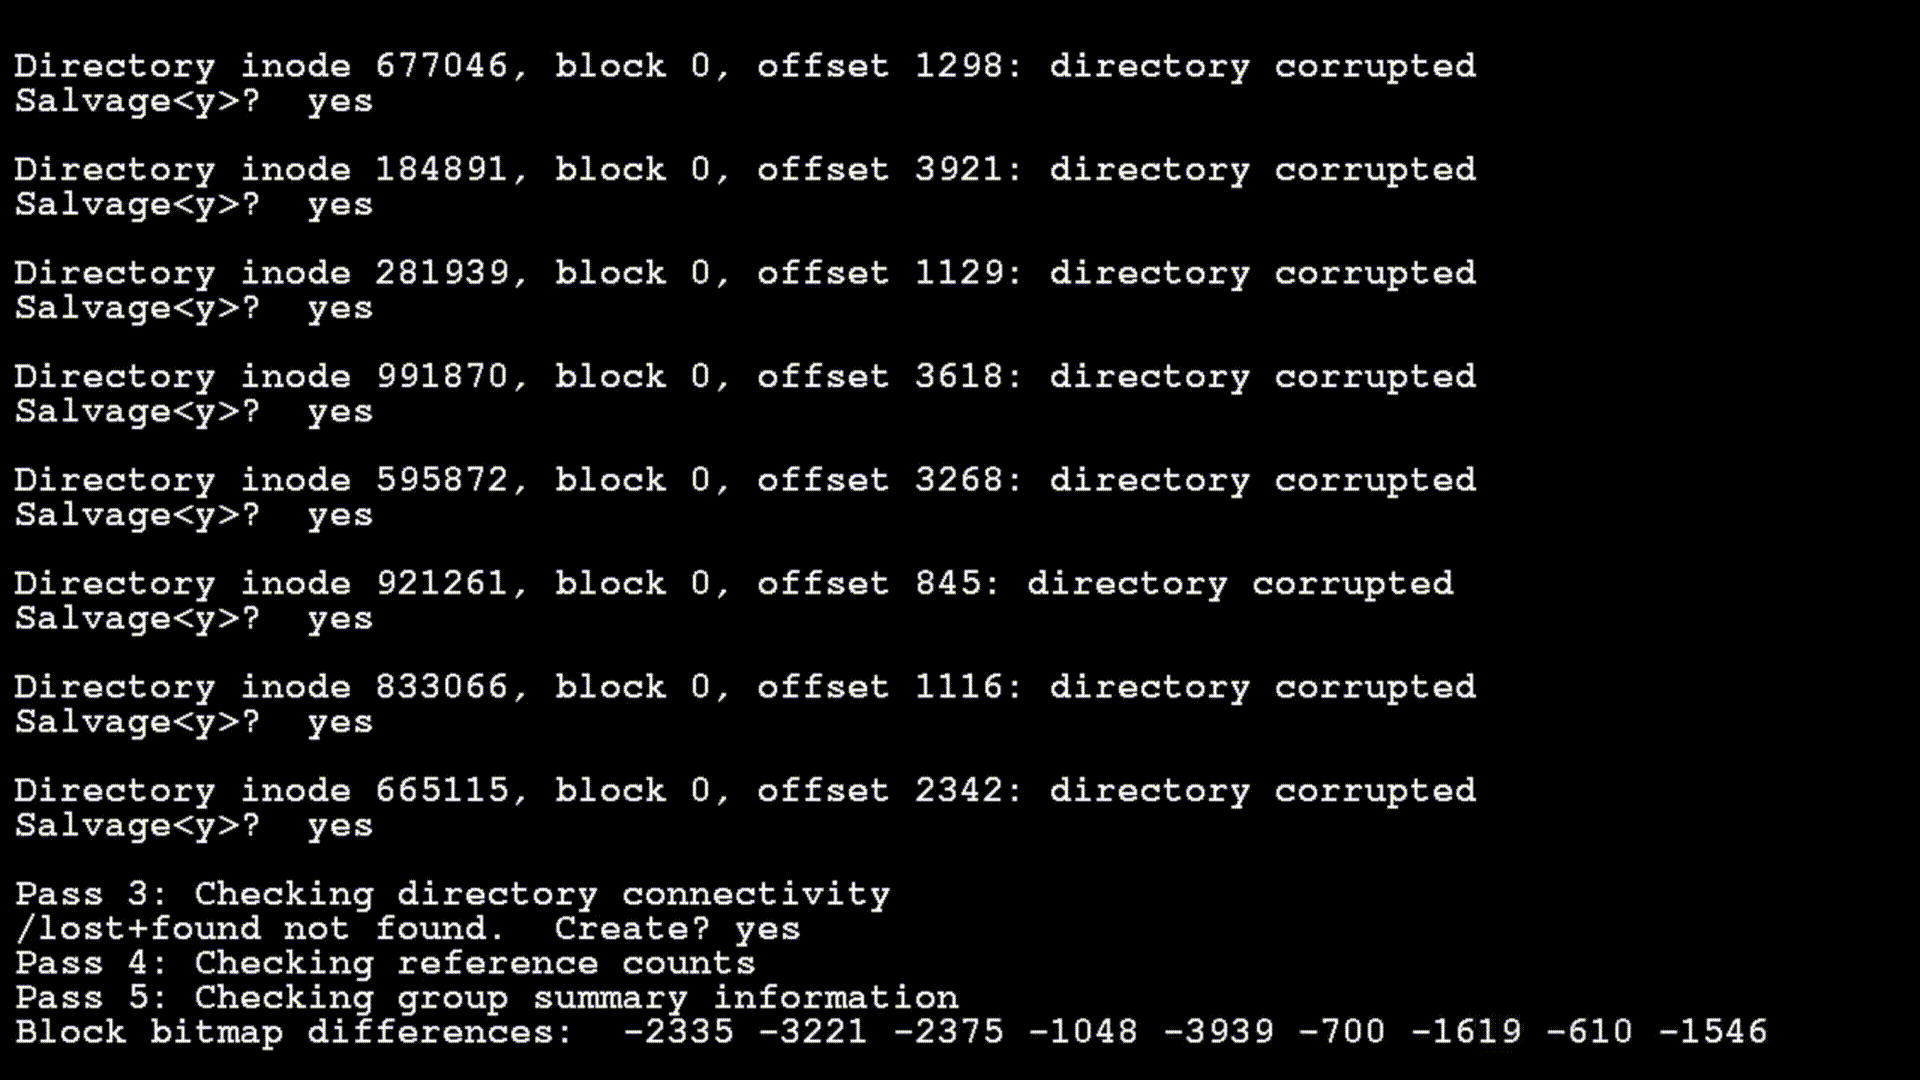 Directory inode 677046, block 0, offset 1298: directory corrupted
Salvage<y>?  yes
Directory inode 184891, block 0, offset 3921: directory corrupted
Salvage<y>?  yes
Directory inode 281939, block 0, offset 1129: directory corrupted
Salvage<y>?  yes
Directory inode 991870, block 0, offset 3618: directory corrupted
Salvage<y>?  yes
Directory inode 595872, block 0, offset 3268: directory corrupted
Salvage<y>?  yes
Directory inode 921261, block 0, offset 845: directory corrupted
Salvage<y>?  yes
Directory inode 833066, block 0, offset 1116: directory corrupted
Salvage<y>?  yes
Directory inode 665115, block 0, offset 2342: directory corrupted
Salvage<y>?  yes
Pass 3: Checking directory connectivity
/lost+found not found.  Create? yes
Pass 4: Checking reference counts
Pass 5: Checking group summary information
Block bitmap differences:  -2335 -3221 -2375 -1048 -3939 -700 -1619 -610 -1546